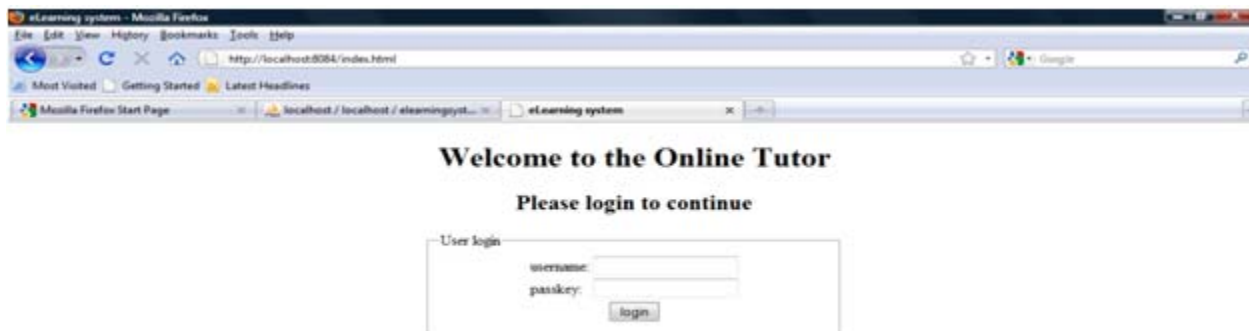 eLearning system - Mozilla Firefox
File Edit View History Bookmarks Tools Help
http://localhost:8084/index.html Google
Most Visited Getting Started Latest Headlines
Mozilla Firefox Start Page localhost / localhost / elearningsyst... eLearning system
Welcome to the Online Tutor
Please login to continue
User login
username:
passkey:
login